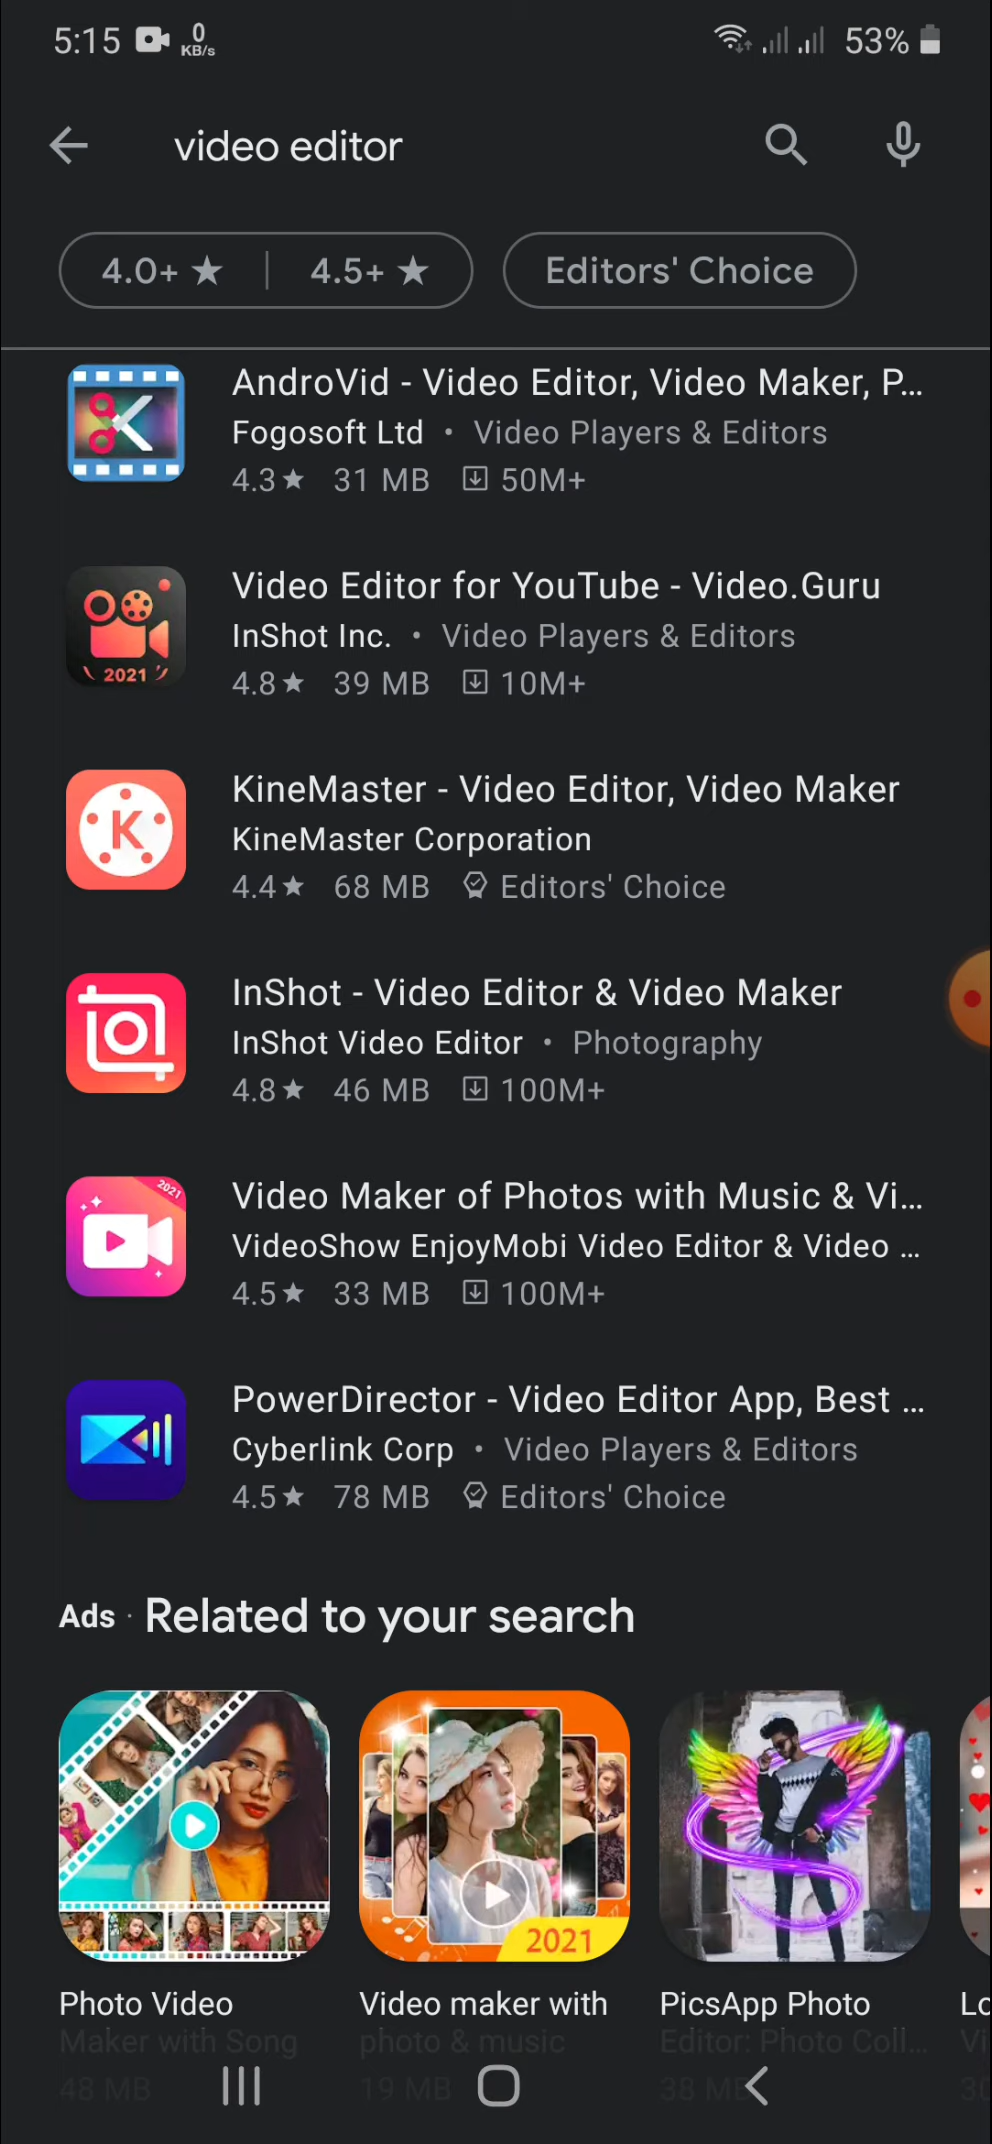 5:15 0 KB/s 53%
video editor
4.0+ ★ | 4.5+ ★ Editors' Choice
AndroVid - Video Editor, Video Maker, P...
Fogosoft Ltd • Video Players & Editors
4.3★ 31 MB 50M+
Video Editor for YouTube - Video.Guru
InShot Inc. • Video Players & Editors
2021
4.8★ 39 MB 10M+
KineMaster - Video Editor, Video Maker
K
KineMaster Corporation
4.4★ 68 MB Editors' Choice
InShot - Video Editor & Video Maker
InShot Video Editor • Photography
4.8★ 46 MB 100M+
2021
Video Maker of Photos with Music & Vi...
VideoShow EnjoyMobi Video Editor & Video ...
4.5★ 33 MB 100M+
PowerDirector - Video Editor App, Best ...
Cyberlink Corp • Video Players & Editors
4.5★ 78 MB Editors' Choice
Ads · Related to your search
2021
Photo Video Video maker with PicsApp Photo Lo
Maker with Song photo & music Editor: Photo Coll... Vi
48 MB 19 MB 38 MB 30